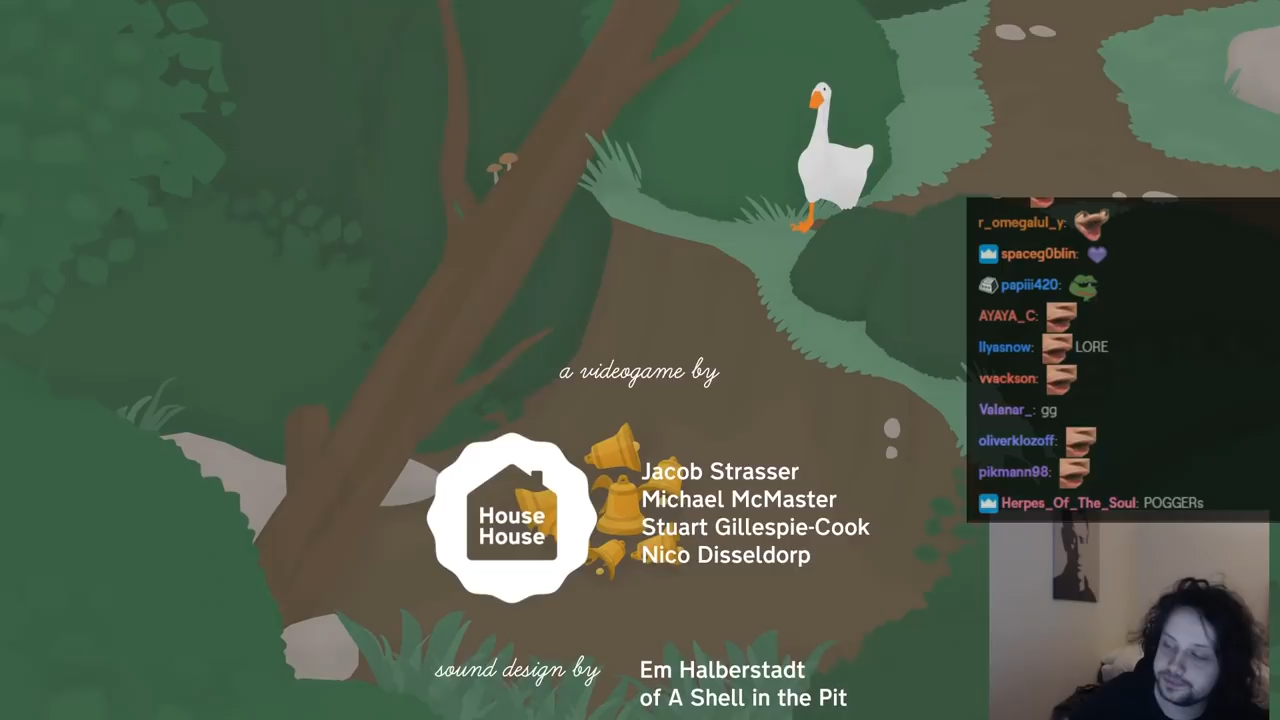 a videogame by
House
House
Jacob Strasser
Michael McMaster
Stuart Gillespie-Cook
Nico Disseldorp
sound design by
Em Halberstadt
of A Shell in the Pit
r_omegalul_y:
spaceg0blin:
papiii420:
AYAYA_C:
llyasnow: LORE
vvackson:
Valanar_: gg
oliverklozoff:
pikmann98:
Herpes_Of_The_Soul: POGGERs